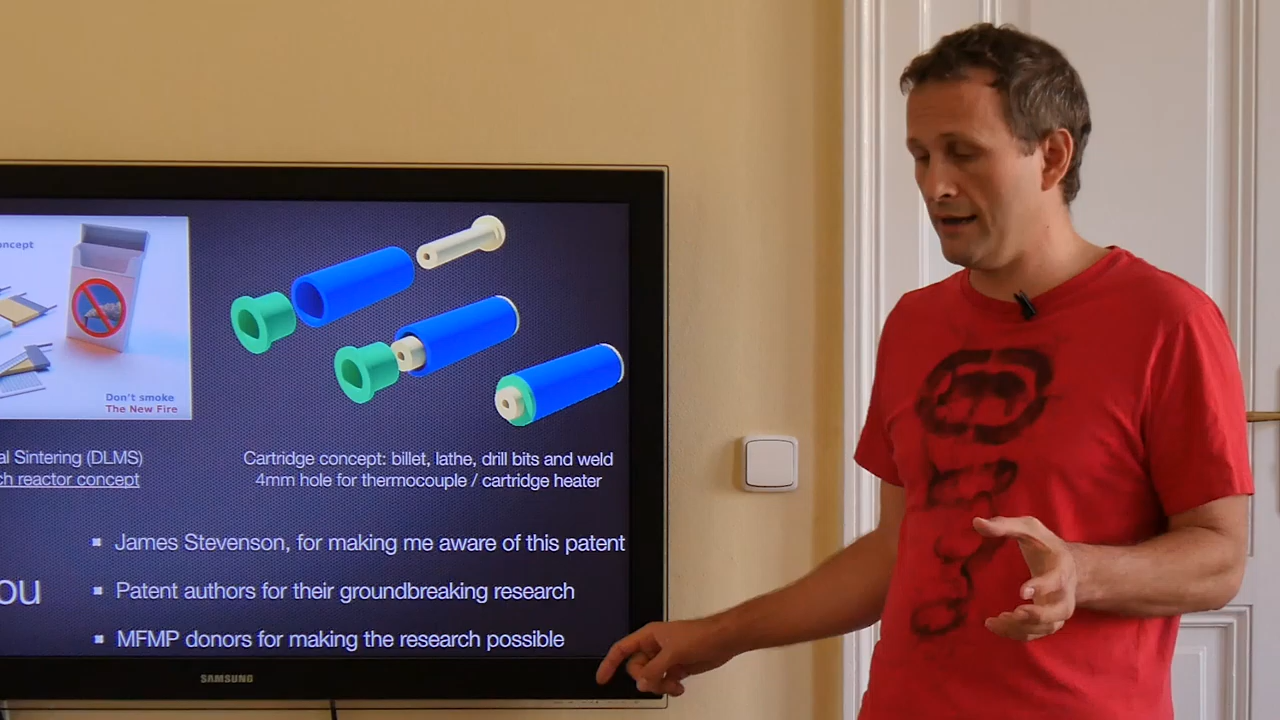 oncept
Don't smoke
The New Fire
al Sintering (DLMS)
ch reactor concept
Cartridge concept: billet, lathe, drill bits and weld
4mm hole for thermocouple / cartridge heater
ou
▪ James Stevenson, for making me aware of this patent
▪ Patent authors for their groundbreaking research
▪ MFMP donors for making the research possible
SAMSUNG